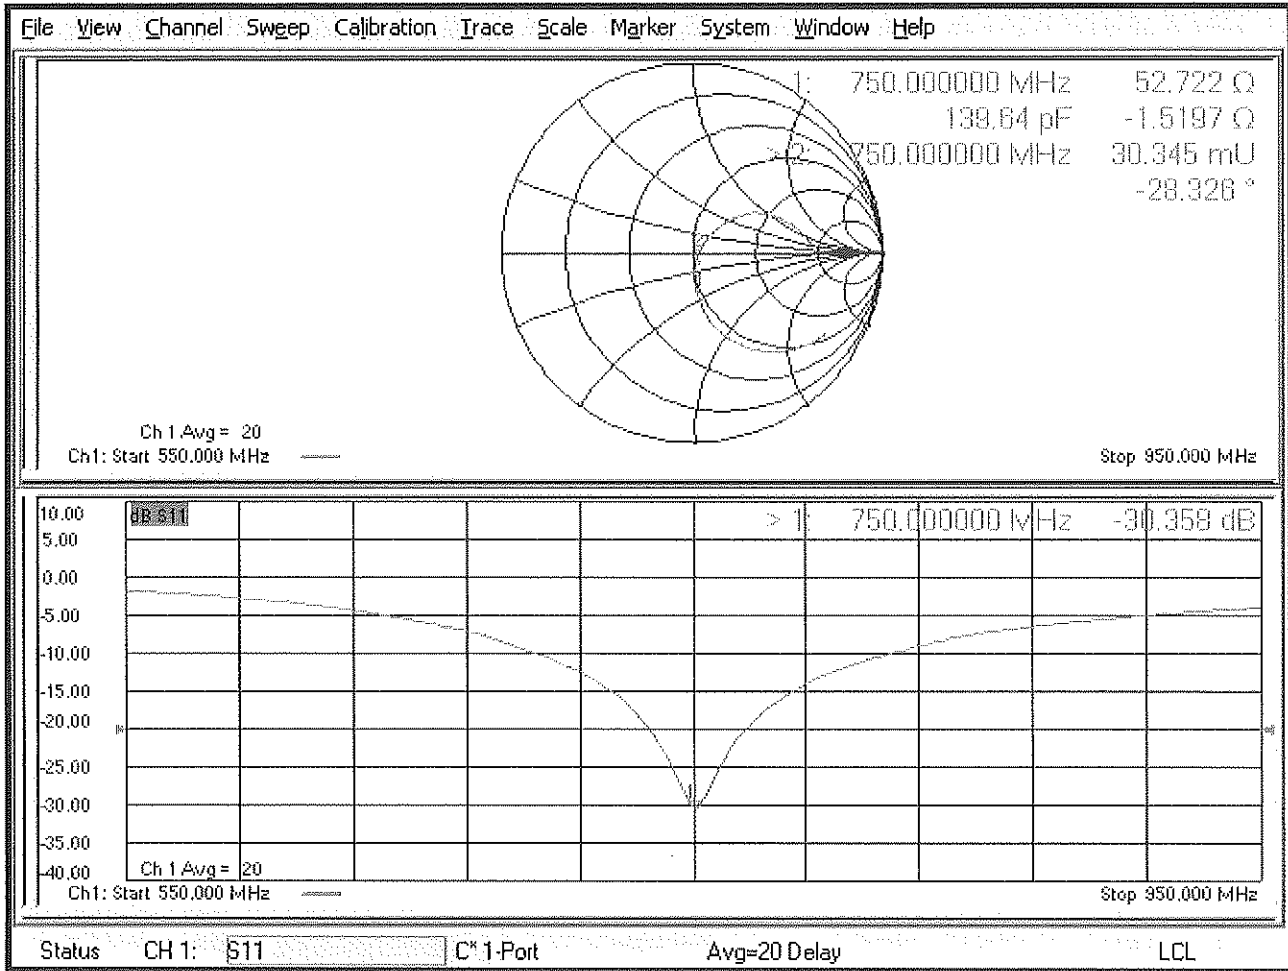 File View Channel Sweep Calibration Trace Scale Marker System Window Help
1: 750.000000 MHz 52.722 Ω
139.64 pF -1.5197 Ω
> 2: 750.000000 MHz 30.345 mU
-28.326 °
Ch 1 Avg = 20
Ch1: Start 550.000 MHz Stop 950.000 MHz
10.00 dB S11 > 1: 750.000000 MHz -30.358 dB
5.00
0.00
-5.00
-10.00
-15.00
-20.00
-25.00
-30.00
-35.00
-40.00 Ch 1 Avg = 20
Ch1: Start 550.000 MHz Stop 950.000 MHz
Status CH 1: S11 C* 1-Port Avg=20 Delay LCL